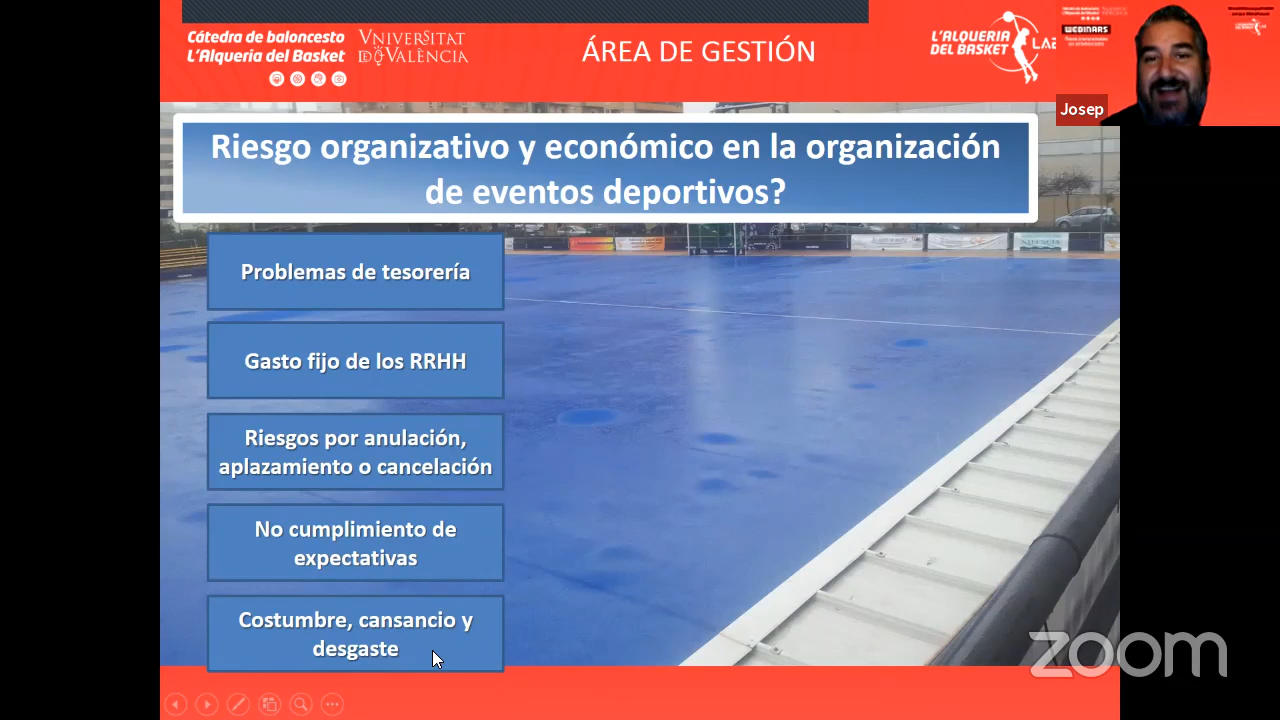 Cátedra de baloncesto
L'Alqueria del Basket
VNIVERSITAT
DE VALÈNCIA
ÁREA DE GESTIÓN
L'ALQUERIA
DEL BASKET
LAB
WEBINARS
Josep
Riesgo organizativo y económico en la organización
de eventos deportivos?
Problemas de tesorería
Gasto fijo de los RRHH
Riesgos por anulación,
aplazamiento o cancelación
No cumplimiento de
expectativas
Costumbre, cansancio y
desgaste
zoom